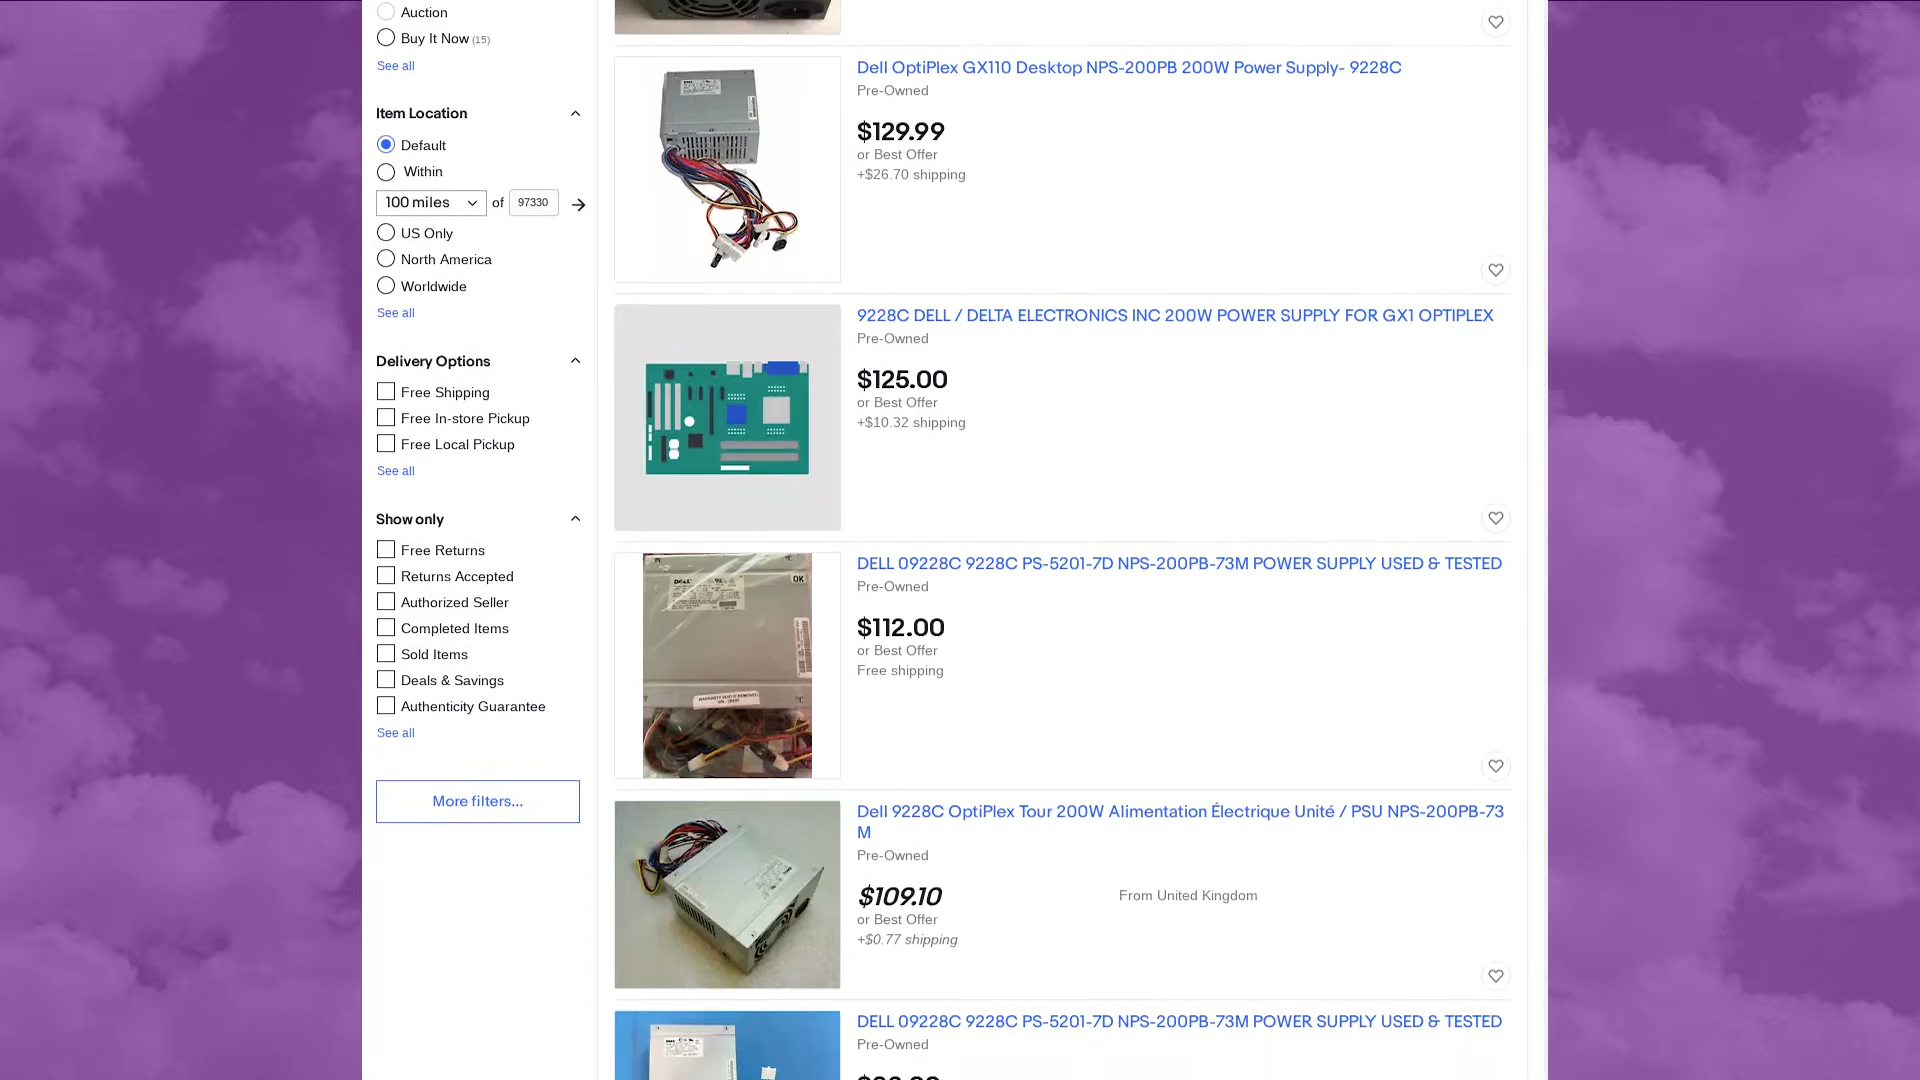 Auction
Buy It Now (15)
See all
Item Location
Default
Within
100 miles of 97330
US Only
North America
Worldwide
See all
Delivery Options
Free Shipping
Free In-store Pickup
Free Local Pickup
See all
Show only
Free Returns
Returns Accepted
Authorized Seller
Completed Items
Sold Items
Deals & Savings
Authenticity Guarantee
See all
More filters...
Dell OptiPlex GX110 Desktop NPS-200PB 200W Power Supply- 9228C
Pre-Owned
$129.99
or Best Offer
+$26.70 shipping
9228C DELL / DELTA ELECTRONICS INC 200W POWER SUPPLY FOR GX1 OPTIPLEX
Pre-Owned
$125.00
or Best Offer
+$10.32 shipping
DELL
OK
WARRANTY VOID IF REMOVED
DELL 09228C 9228C PS-5201-7D NPS-200PB-73M POWER SUPPLY USED & TESTED
Pre-Owned
$112.00
or Best Offer
Free shipping
Dell 9228C OptiPlex Tour 200W Alimentation Électrique Unité / PSU NPS-200PB-73
M
Pre-Owned
$109.10
From United Kingdom
or Best Offer
+$0.77 shipping
DELL 09228C 9228C PS-5201-7D NPS-200PB-73M POWER SUPPLY USED & TESTED
Pre-Owned